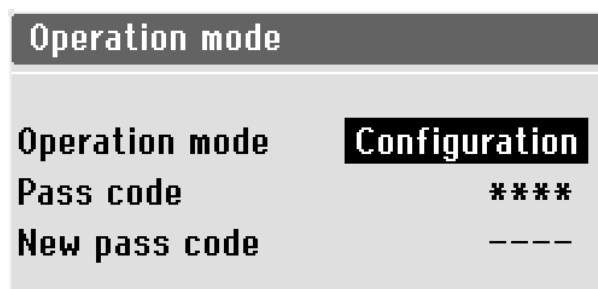 Operation mode
Operation mode Configuration
Pass code ****
New pass code ----